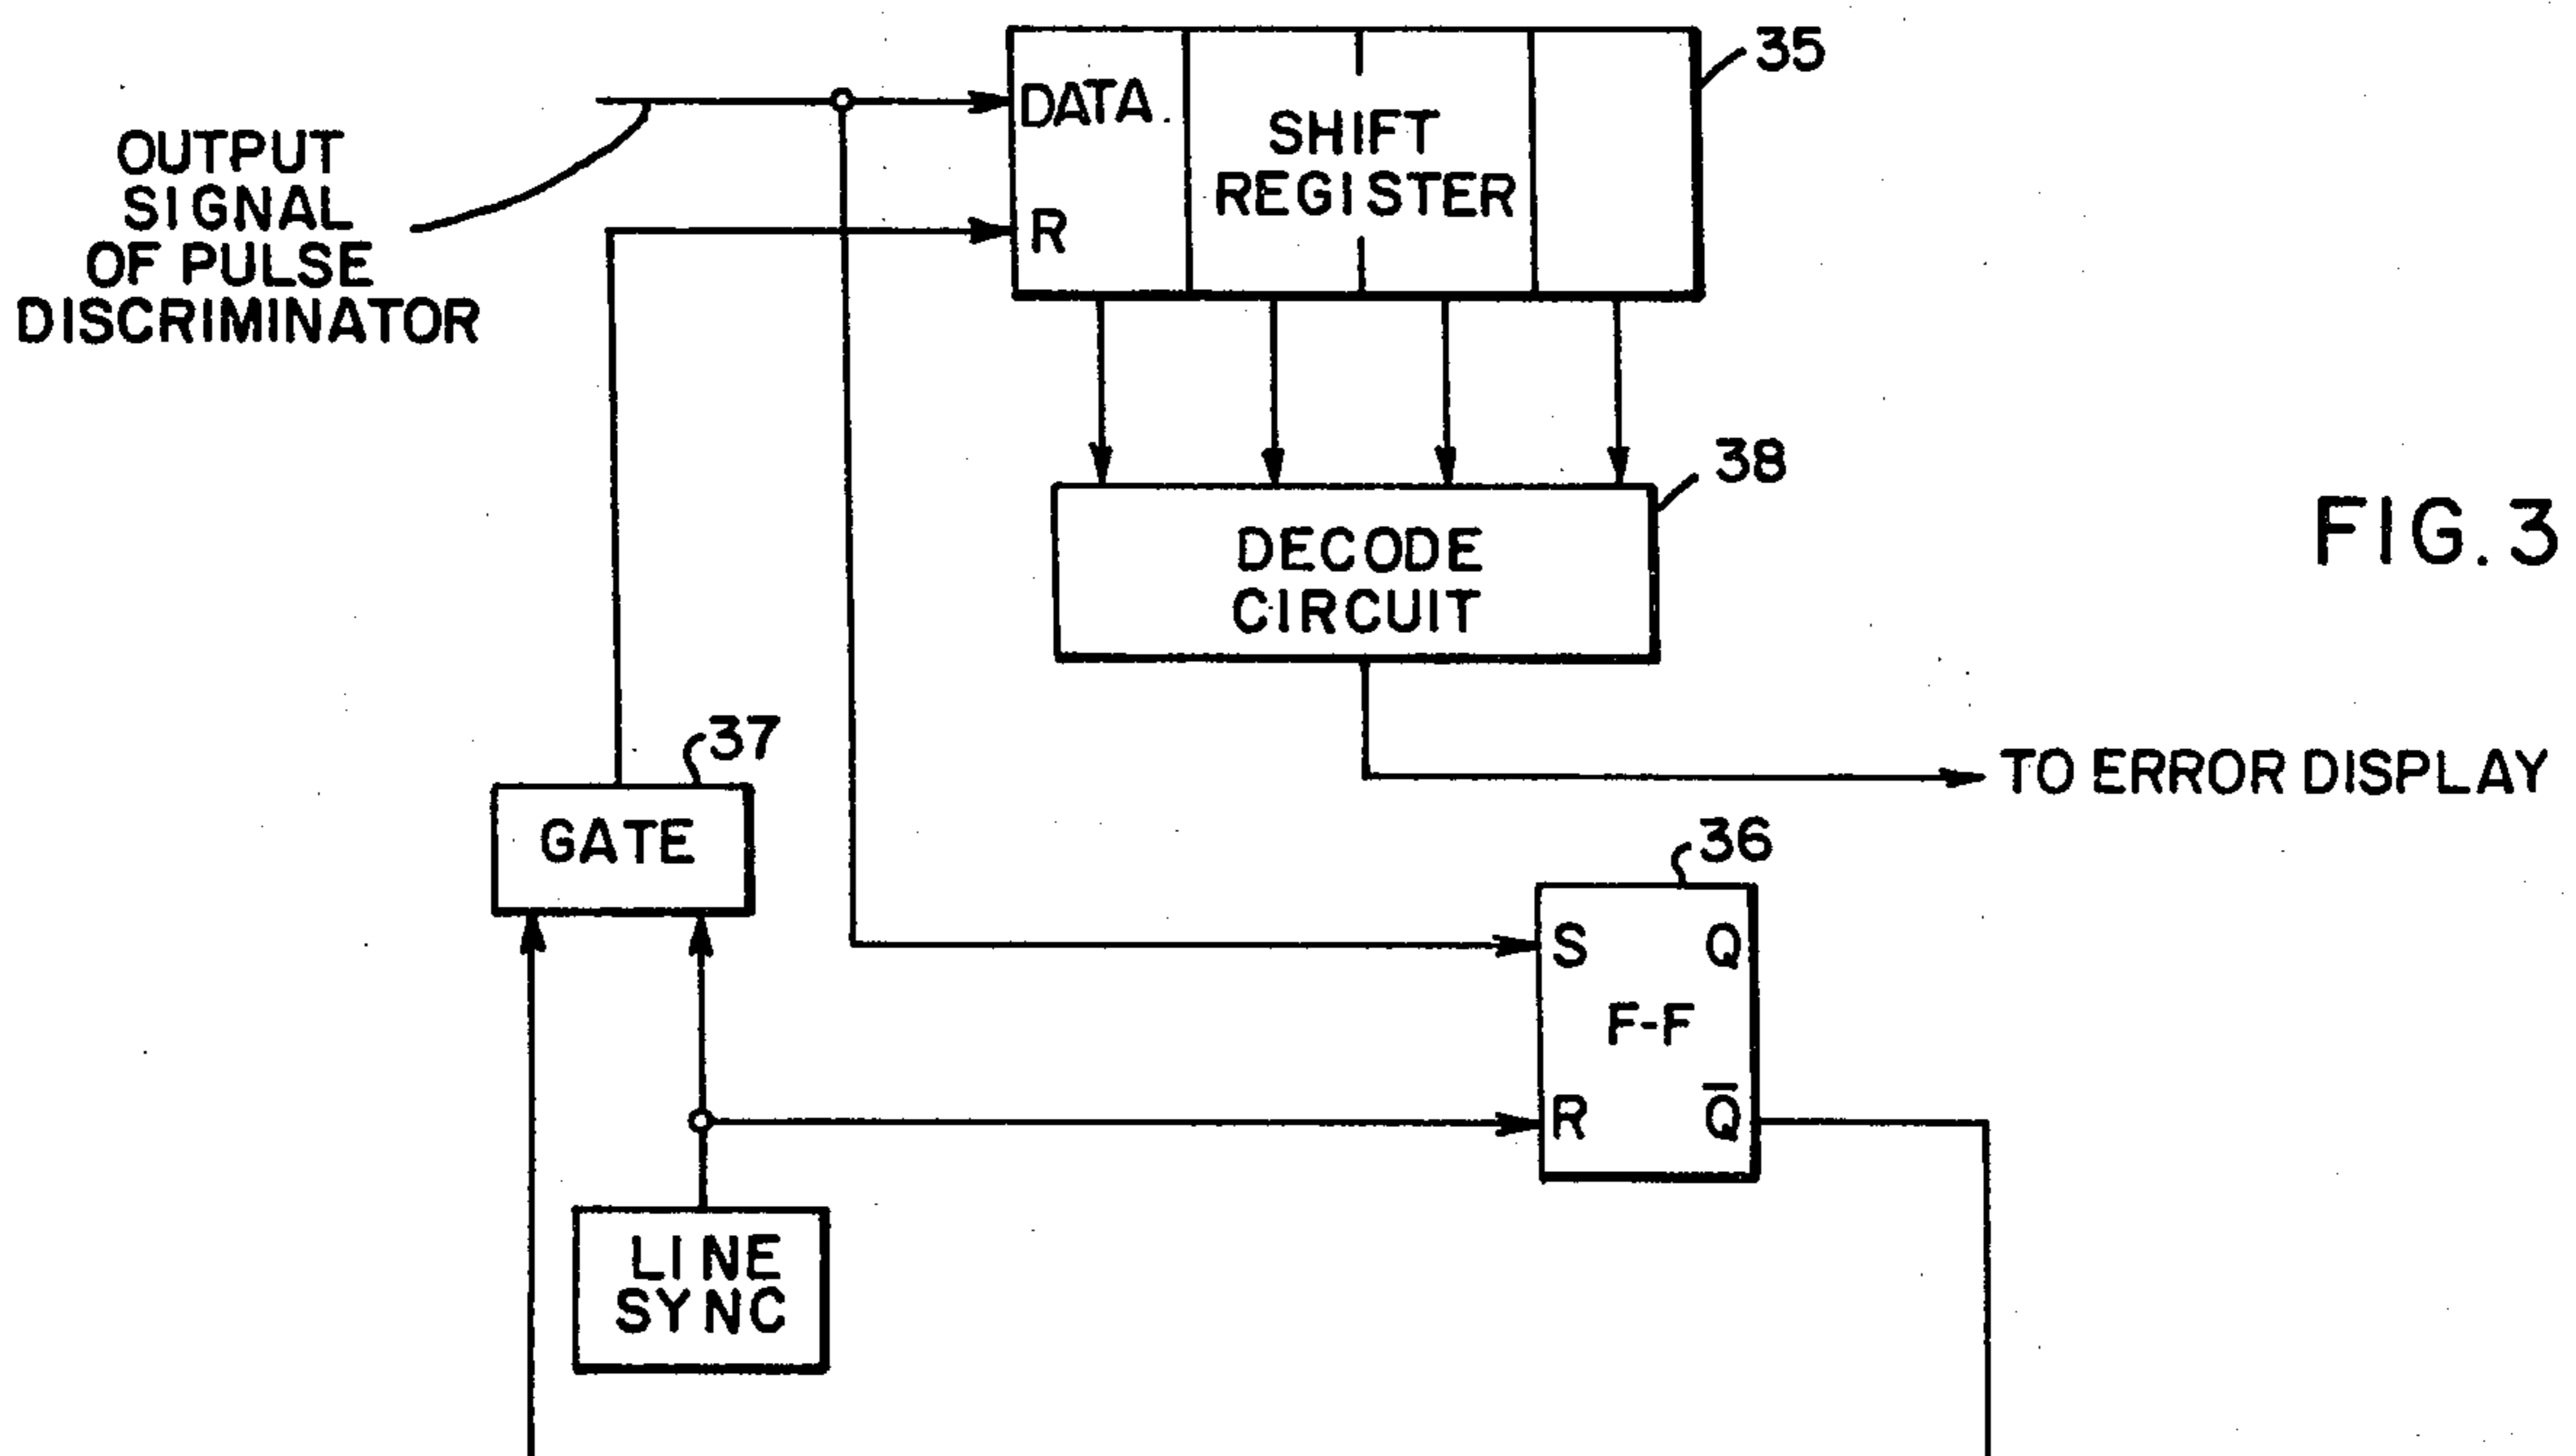 35
DATA
SHIFT
REGISTER
R
OUTPUT
SIGNAL
OF PULSE
DISCRIMINATOR
38
DECODE
CIRCUIT
FIG. 3
37
GATE
TO ERROR DISPLAY
36
S Q
F-F
R Q̅
LINE
SYNC